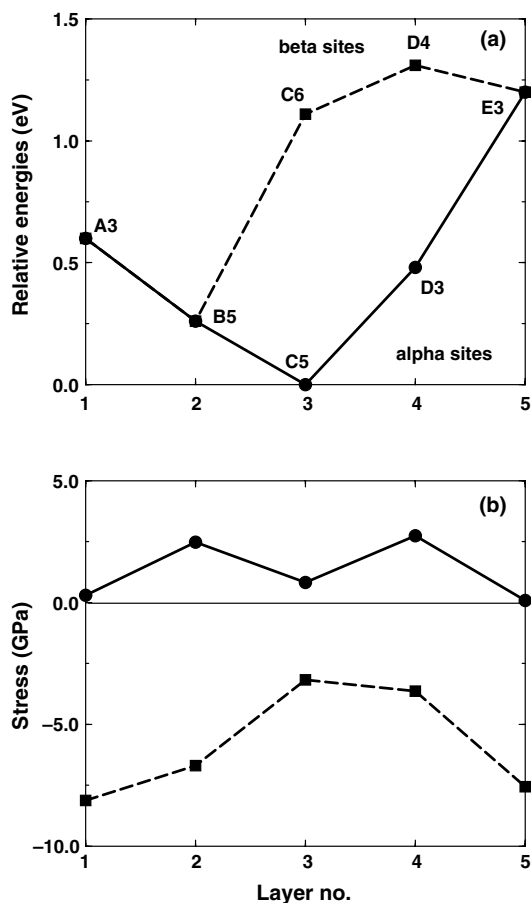 1.5
beta sites
D4
(a)
C6
E3
Relative energies (eV)
1.0
A3
0.5
B5
D3
C5
alpha sites
0.0
1
2
3
4
5
5.0
(b)
0.0
Stress (GPa)
−5.0
−10.0
1
2
3
4
5
Layer no.